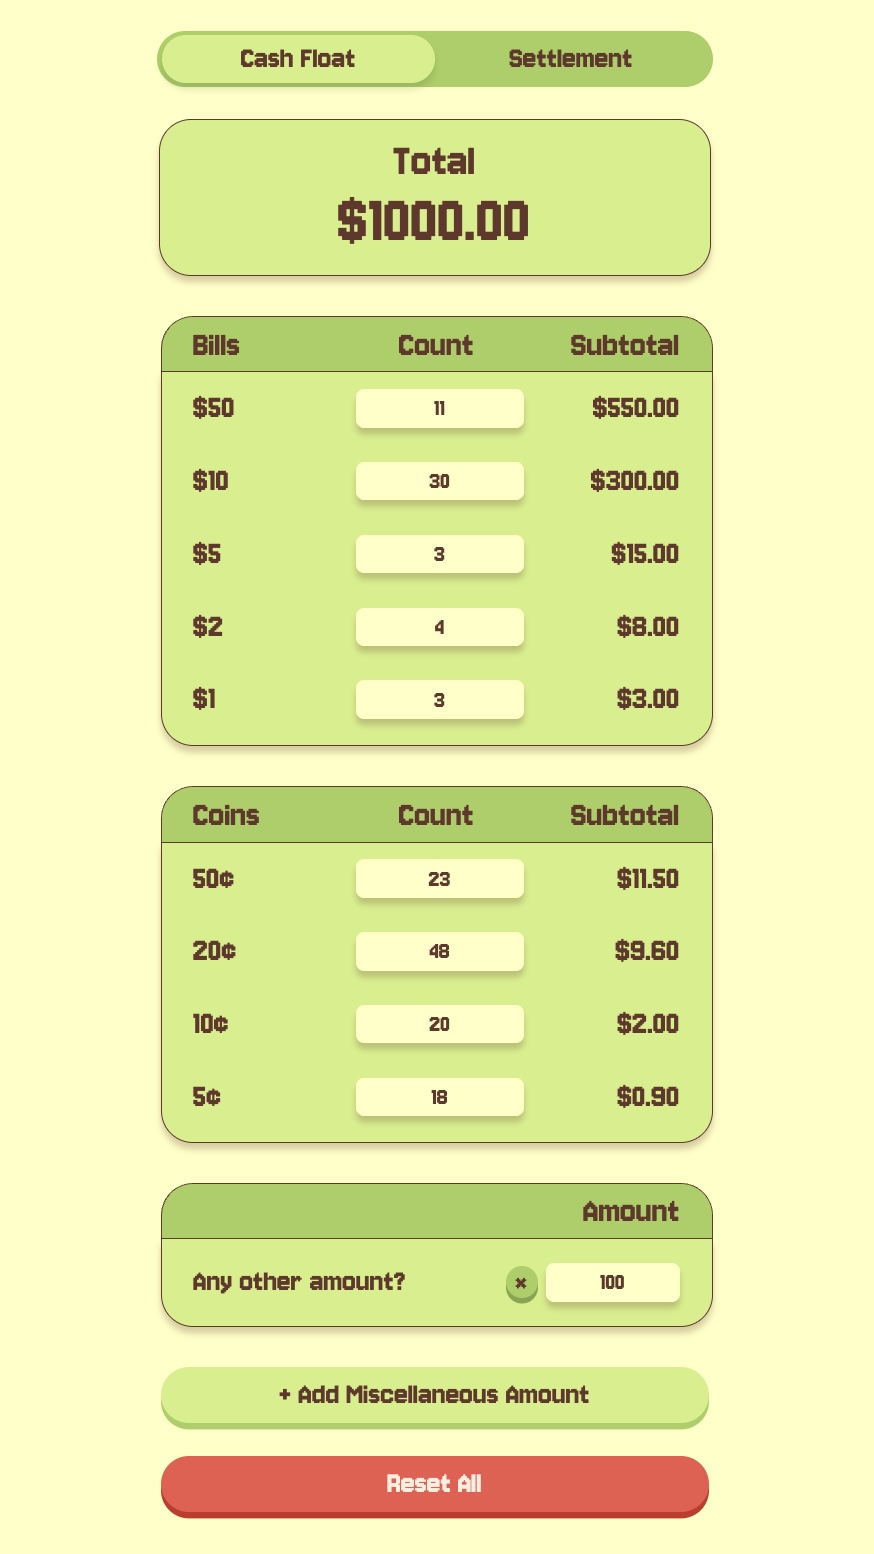 Cash Float Settlement
Total
$1000.00
Bills Count Subtotal
$50 11 $550.00
$10 30 $300.00
$5 3 $15.00
$2 4 $8.00
$1 3 $3.00
Coins Count Subtotal
50¢ 23 $11.50
20¢ 48 $9.60
10¢ 20 $2.00
5¢ 18 $0.90
Amount
Any other amount? × 100
+ Add Miscellaneous Amount
Reset All